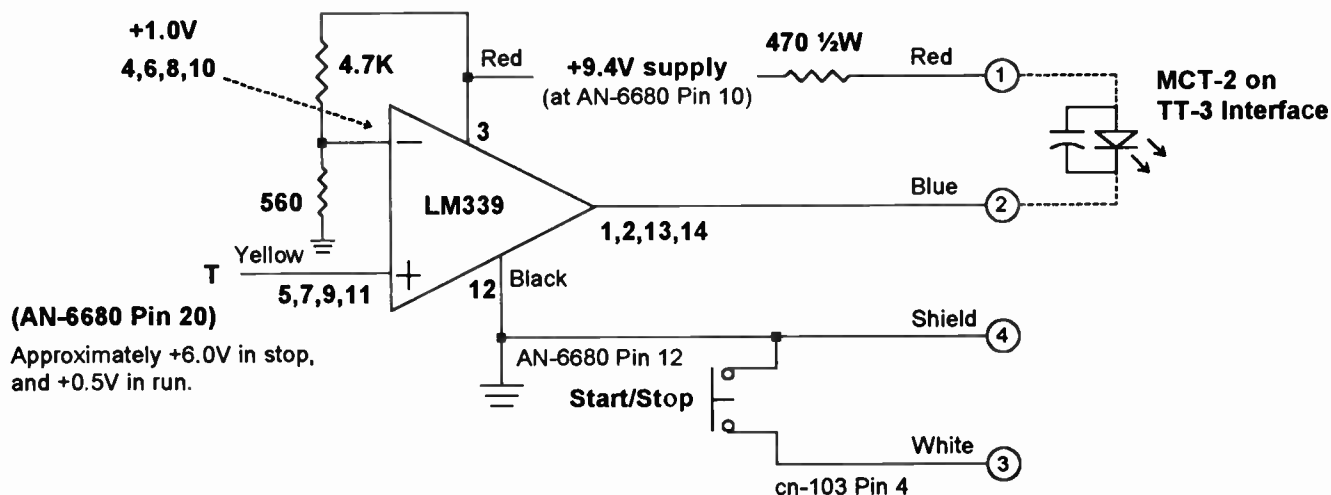 +1.0V
4,6,8,10
4.7K
Red
+9.4V supply
(at AN-6680 Pin 10)
470 ½W
Red
1
MCT-2 on
TT-3 Interface
3
−
560
LM339
Blue
2
1,2,13,14
T
Yellow
5,7,9,11
+
12
Black
(AN-6680 Pin 20)
Approximately +6.0V in stop,
and +0.5V in run.
AN-6680 Pin 12
Shield
4
Start/Stop
White
3
cn-103 Pin 4